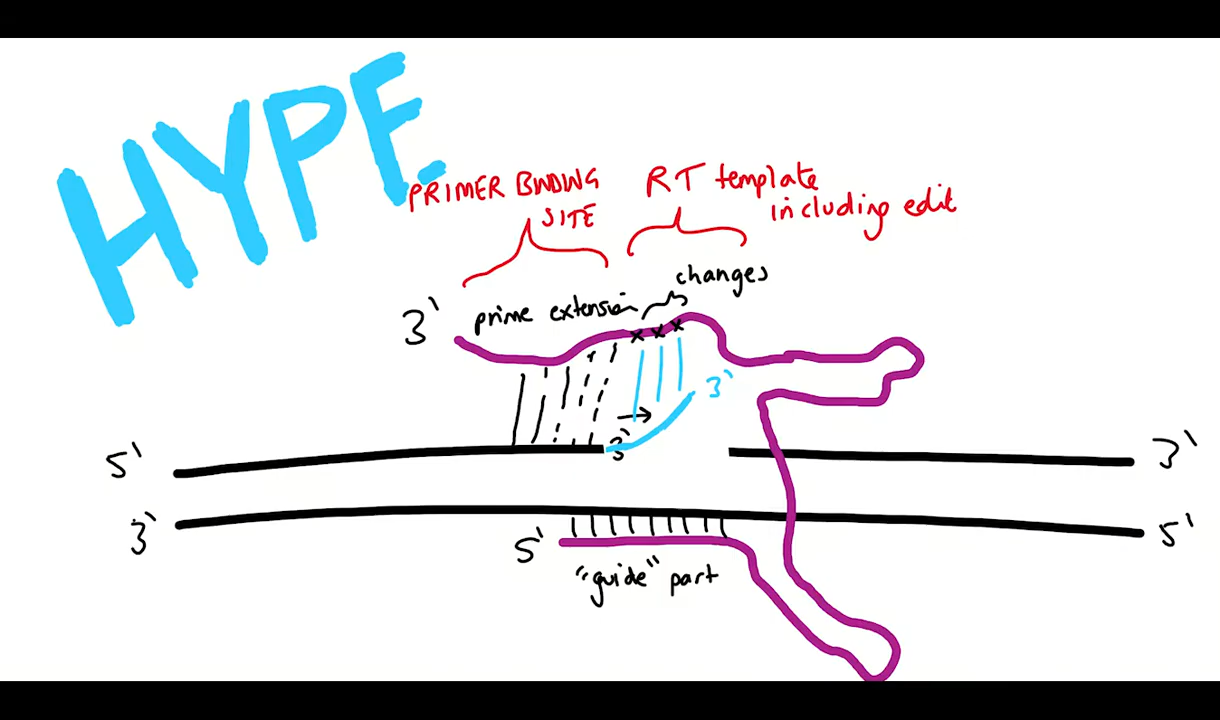 HYPE
PRIMER BINDING
SITE
RT template
including edit
changes
prime extension
3'
3'
3'
5'
3'
3'
5'
5'
"guide" part